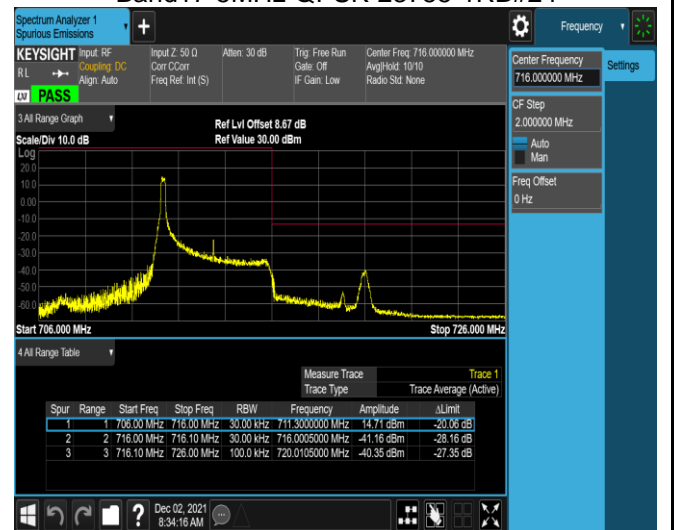 Spectrum Analyzer 1
Spurious Emissions
Frequency
KEYSIGHT
RL
LXI
PASS
Input: RF
Coupling: DC
Align: Auto
Input Z: 50 Ω
Corr CCorr
Freq Ref: Int (S)
Atten: 30 dB
Trig: Free Run
Gate: Off
IF Gain: Low
Center Freq: 716.000000 MHz
Avg|Hold: 10/10
Radio Std: None
Center Frequency
716.000000 MHz
Settings
CF Step
2.000000 MHz
Auto
Man
Freq Offset
0 Hz
3 All Range Graph
Scale/Div 10.0 dB
Ref Lvl Offset 8.67 dB
Ref Value 30.00 dBm
Log
20.0
10.0
0.00
-10.0
-20.0
-30.0
-40.0
-50.0
-60.0
Start 706.000 MHz
Stop 726.000 MHz
4 All Range Table
Measure Trace Trace 1
Trace Type Trace Average (Active)
Spur Range Start Freq Stop Freq RBW Frequency Amplitude ΔLimit
1 1 706.00 MHz 716.00 MHz 30.00 kHz 711.3000000 MHz 14.71 dBm -20.06 dB
2 2 716.00 MHz 716.10 MHz 30.00 kHz 716.0005000 MHz -41.16 dBm -28.16 dB
3 3 716.10 MHz 726.00 MHz 100.0 kHz 720.0105000 MHz -40.35 dBm -27.35 dB
Dec 02, 2021
8:34:16 AM